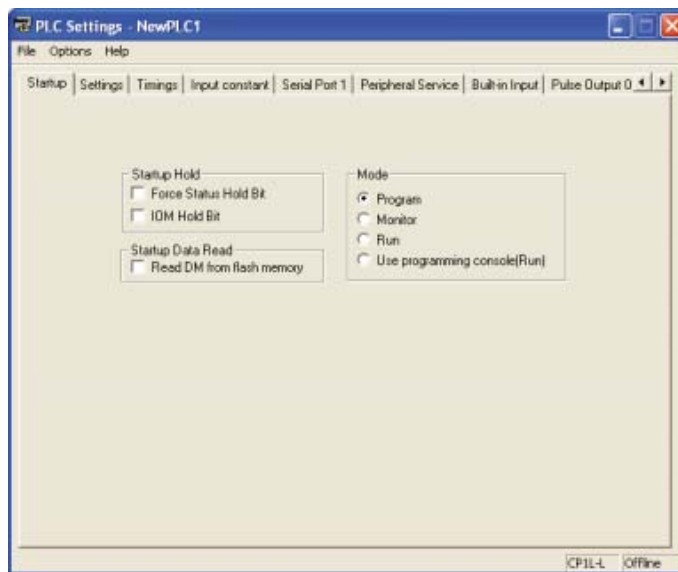 PLC Settings - NewPLC1
File Options Help
Startup Settings Timings Input constant Serial Port 1 Peripheral Service Built-in Input Pulse Output 0
Startup Hold
Force Status Hold Bit
IOM Hold Bit
Startup Data Read
Read DM from flash memory
Mode
Program
Monitor
Run
Use programming console(Run)
CP1L-L Offline